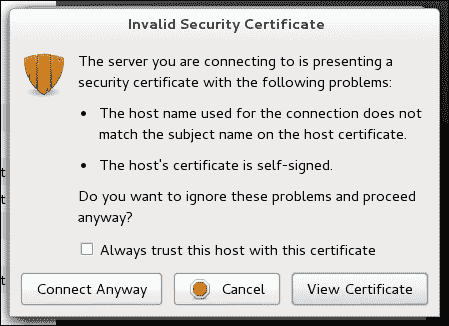 Invalid Security Certificate
The server you are connecting to is presenting a
security certificate with the following problems:
• The host name used for the connection does not
match the subject name on the host certificate.
• The host's certificate is self-signed.
Do you want to ignore these problems and proceed
anyway?
Always trust this host with this certificate
Connect Anyway Cancel View Certificate